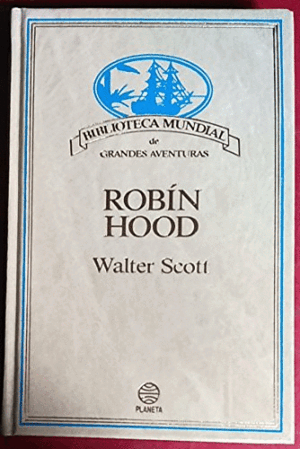 BIBLIOTECA MUNDIAL
de
GRANDES AVENTURAS
ROBÍN
HOOD
Walter Scott
PLANETA